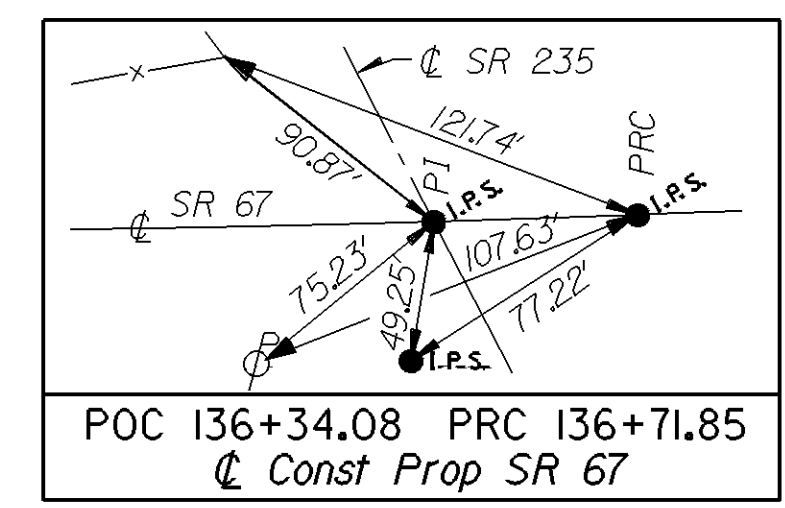 ℄ SR 235
x
121.74'
90.87'
PI
PRC
I.P.S.
I.P.S.
℄ SR 67
75.23'
49.25'
107.63'
77.22'
P
I.P.S.
POC 136+34.08 PRC 136+71.85
℄ Const Prop SR 67